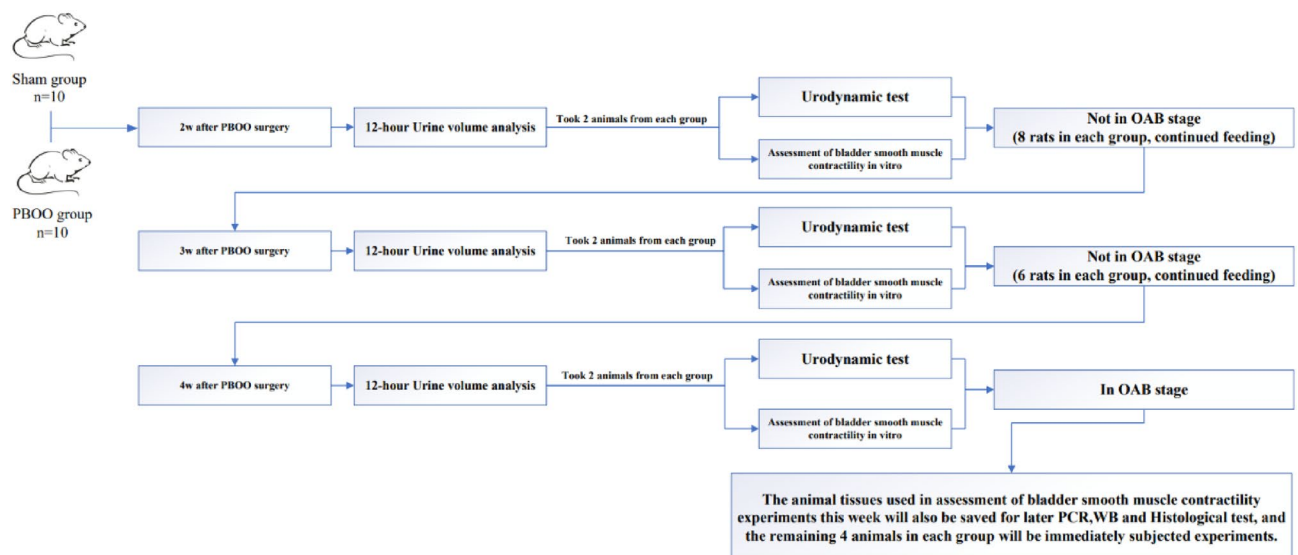 Sham group
n=10
PBOO group
n=10
2w after PBOO surgery
12-hour Urine volume analysis
Took 2 animals from each group
Urodynamic test
Assessment of bladder smooth muscle
contractility in vitro
Not in OAB stage
(8 rats in each group, continued feeding)
3w after PBOO surgery
12-hour Urine volume analysis
Took 2 animals from each group
Urodynamic test
Assessment of bladder smooth muscle
contractility in vitro
Not in OAB stage
(6 rats in each group, continued feeding)
4w after PBOO surgery
12-hour Urine volume analysis
Took 2 animals from each group
Urodynamic test
Assessment of bladder smooth muscle
contractility in vitro
In OAB stage
The animal tissues used in assessment of bladder smooth muscle contractility
experiments this week will also be saved for later PCR,WB and Histological test, and
the remaining 4 animals in each group will be immediately subjected experiments.